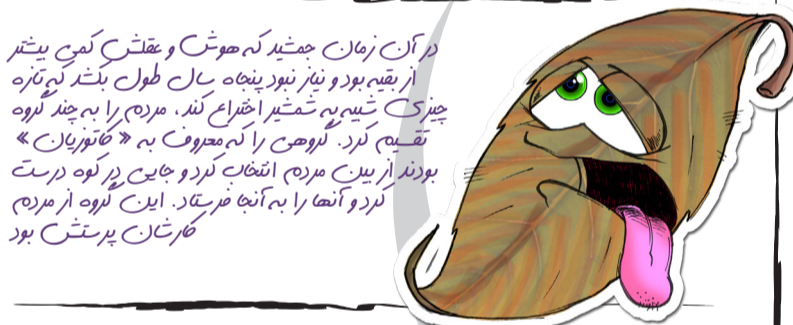 در آن زمان جمشید که هوش و عقلش کمی بیشتر
از بقیه بود و نیاز نبود پنجاه سال طول بکشد که تازه
چیزی شبیه به شمشیر اختراع کند، مردم را به چند گروه
تقسیم کرد. گروهی را که معروف به «کاتوزیان»
بودند از بین مردم انتخاب کرد و جایی در کوه درست
کرد و آنها را به آنجا فرستاد. این گروه از مردم
کارشان پرستش بود